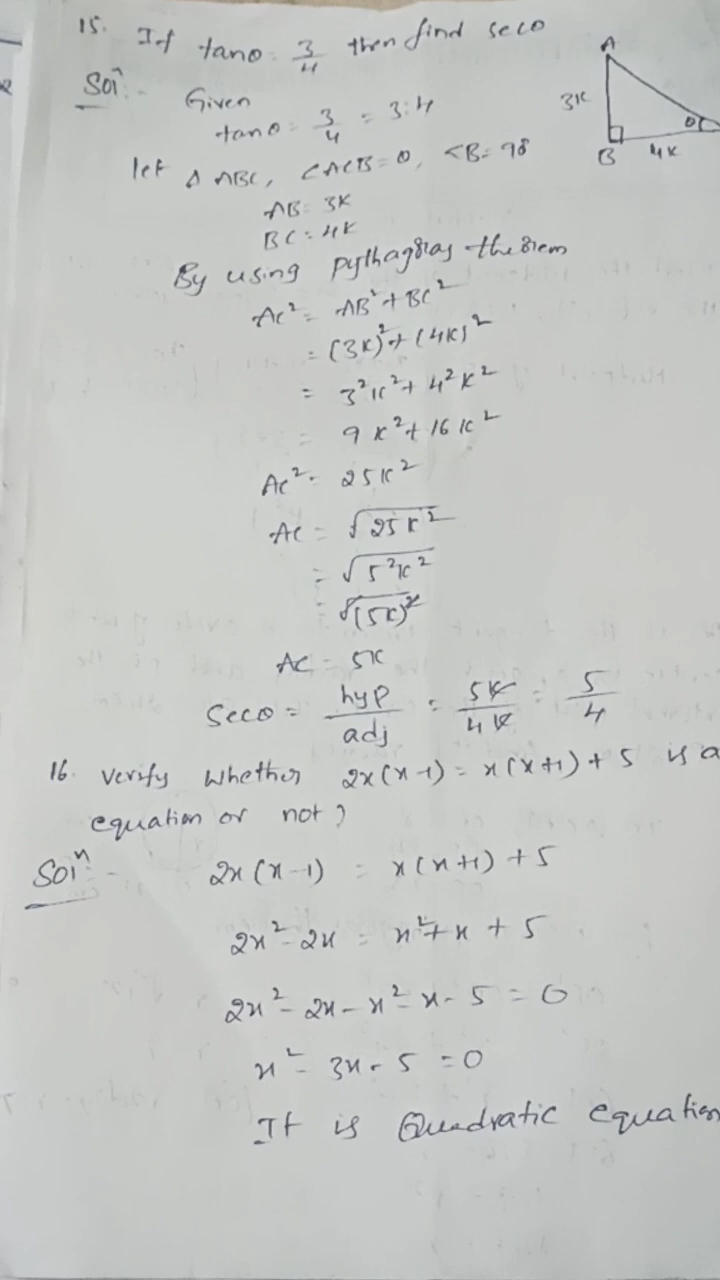 15. If tanθ = 3/4 then find secθ
Solⁿ:-
Given
tanθ = 3/4 = 3:4
let Δ ABC, ∠ACB = θ, ∠B = 90
AB = 3K
BC = 4K
A
3K
θ
B 4K
By using pythagoras theorem
AC² = AB² + BC²
= (3K)² + (4K)²
= 3²K² + 4²K²
= 9K² + 16K²
AC² = 25K²
AC = √25K²
= √5²K²
= √(5K)²
AC = 5K
Secθ = hyp/adj = 5K/4K = 5/4
16. Verify whether 2x(x-1) = x(x+1) + 5 is a
equation or not?
Solⁿ:- 2x(x-1) = x(x+1) + 5
2x² - 2x = x² + x + 5
2x² - 2x - x² - x - 5 = 0
x² - 3x - 5 = 0
It is Quadratic equation